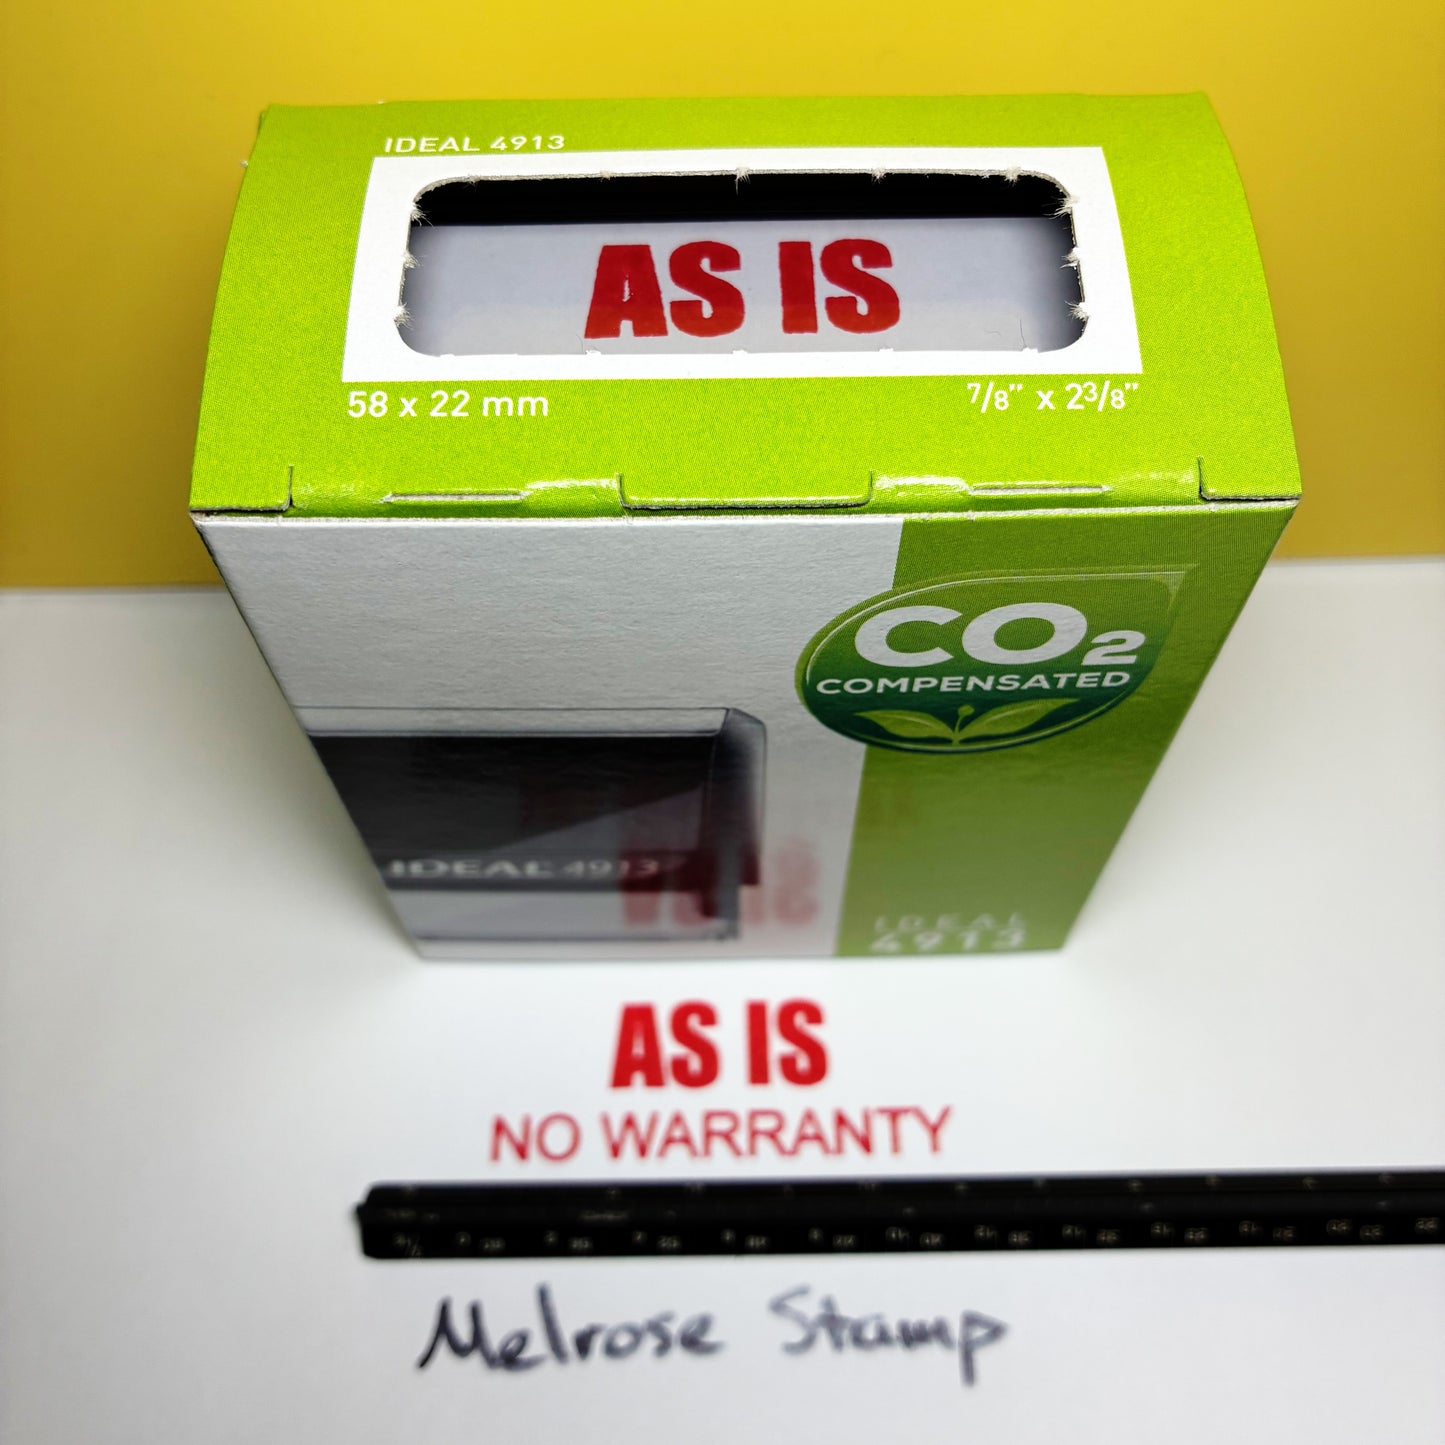 IDEAL 4913
AS IS
58 x 22 mm
7/8" x 23/8"
CO2
COMPENSATED
IDEAL 4913
IDEAL
4913
AS IS
NO WARRANTY
Melrose Stamp